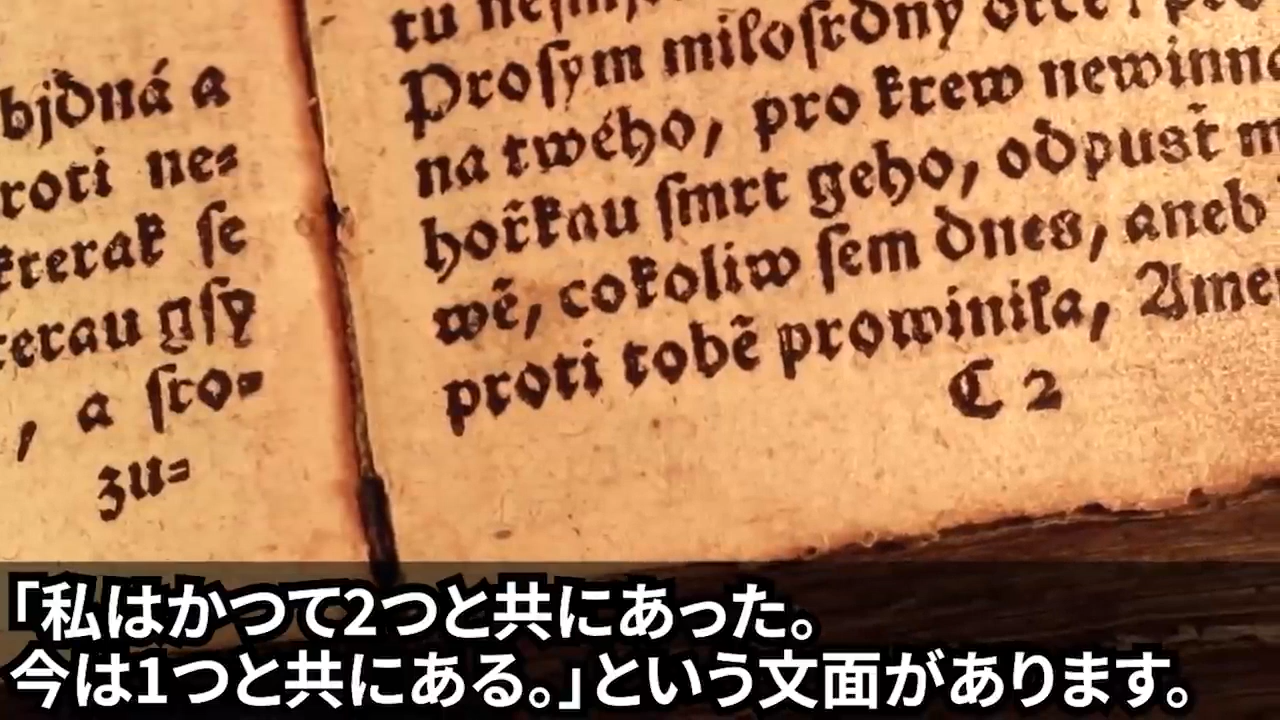 bjdná a
roti ne=
kterak se
terau gsy
, a sto=
zu=
Prosym milosrdny otče
na twého, pro krew newinn
hořkau smrt geho, odpusť m
wě, cokoliw sem dnes, aneb
proti tobě prowinila, Amen
C 2
「私はかつて2つと共にあった。
今は1つと共にある。」という文面があります。